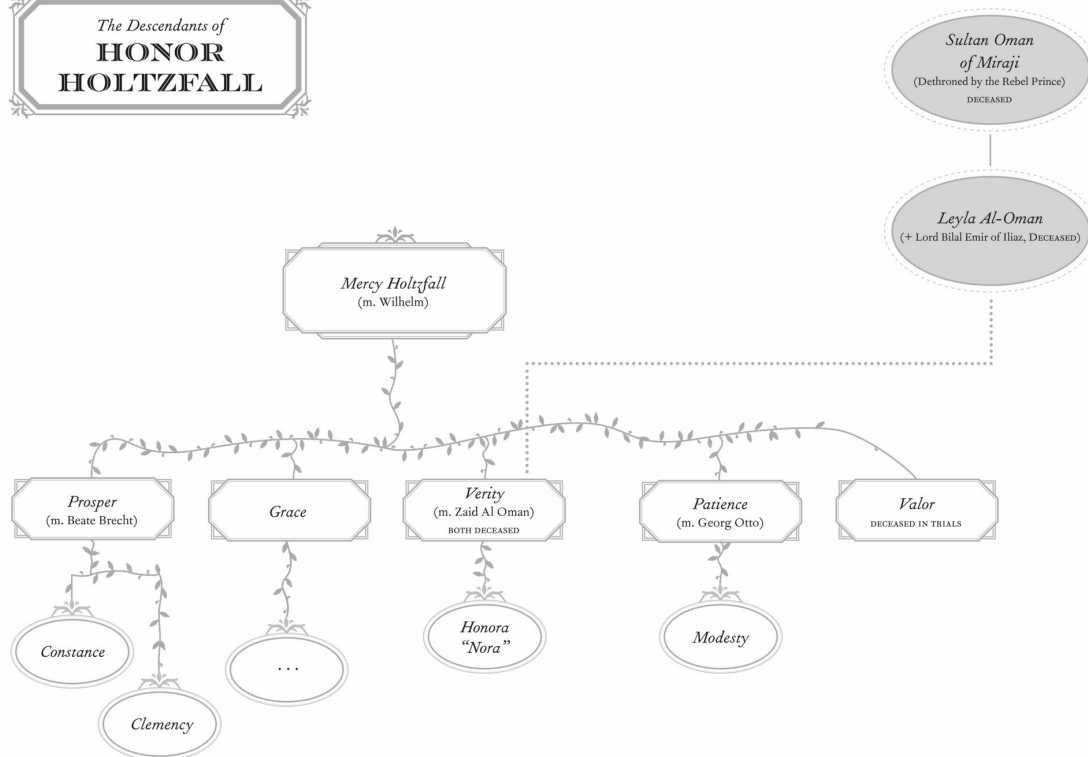 The Descendants of
HONOR
HOLTZFALL
Sultan Oman
of Miraji
(Dethroned by the Rebel Prince)
DECEASED
Leyla Al-Oman
(+ Lord Bilal Emir of Iliaz, DECEASED)
Mercy Holtzfall
(m. Wilhelm)
Prosper
(m. Beate Brecht)
Grace
Verity
(m. Zaid Al Oman)
BOTH DECEASED
Patience
(m. Georg Otto)
Valor
DECEASED IN TRIALS
Constance
Clemency
...
Honora
“Nora”
Modesty